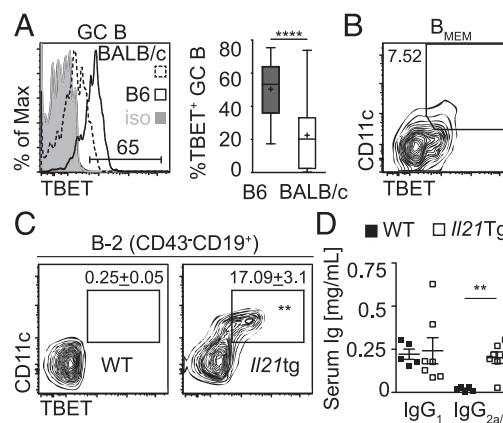 A
GC B
BALB/c
B6
iso
65
% of Max
TBET
****
80
60
40
20
0
%TBET+ GC B
B6 BALB/c
B
BMEM
7.52
CD11c
TBET
C
B-2 (CD43-CD19+)
0.25±0.05
17.09±3.1
**
WT
Il21tg
CD11c
TBET
D
WT Il21Tg
0.75
0.50
0.25
0
**
Serum Ig [mg/mL]
IgG1 IgG2a/